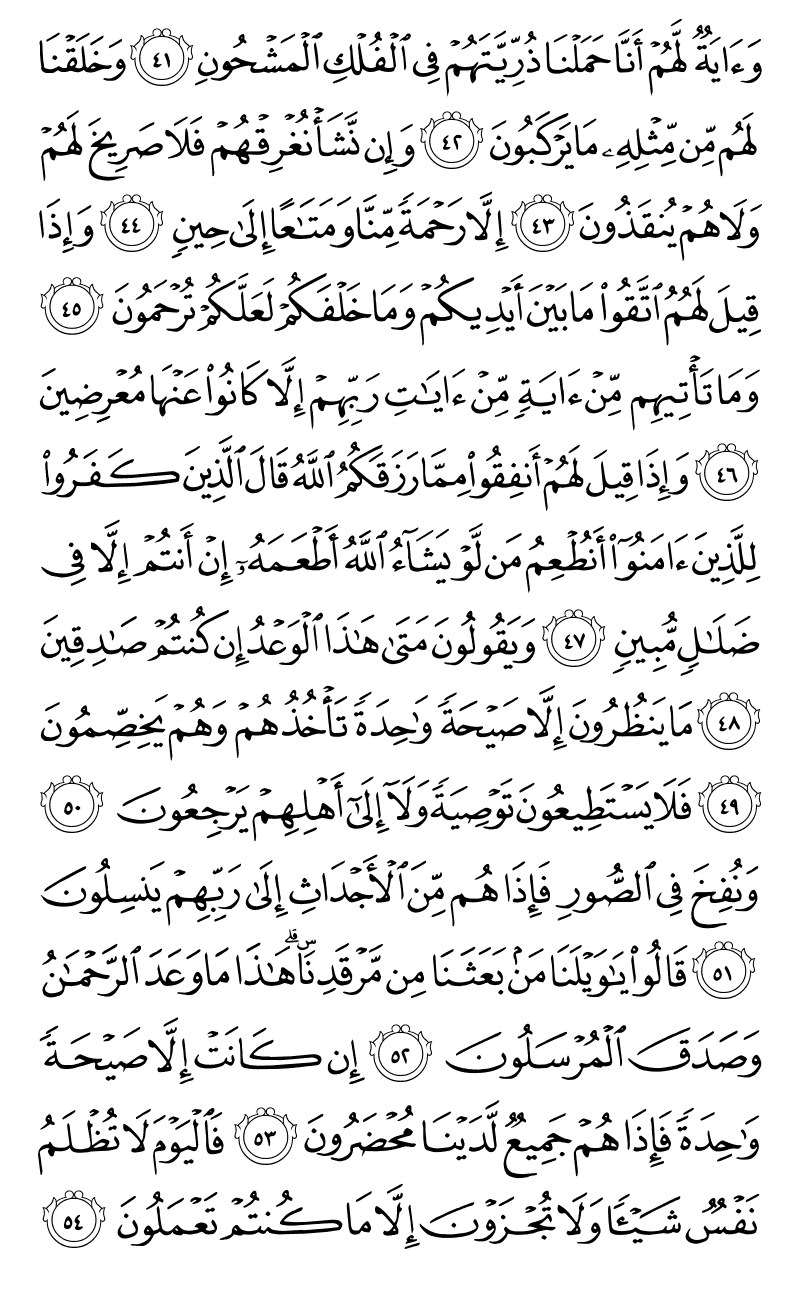 وَءَايَةٌ لَّهُمْ أَنَّا حَمَلْنَا ذُرِّيَّتَهُمْ فِى ٱلْفُلْكِ ٱلْمَشْحُونِ ٤١ وَخَلَقْنَا
لَهُم مِّن مِّثْلِهِۦ مَا يَرْكَبُونَ ٤٢ وَإِن نَّشَأْ نُغْرِقْهُمْ فَلَا صَرِيخَ لَهُمْ
وَلَا هُمْ يُنقَذُونَ ٤٣ إِلَّا رَحْمَةً مِّنَّا وَمَتَـٰعًا إِلَىٰ حِينٍ ٤٤ وَإِذَا
قِيلَ لَهُمُ ٱتَّقُوا۟ مَا بَيْنَ أَيْدِيكُمْ وَمَا خَلْفَكُمْ لَعَلَّكُمْ تُرْحَمُونَ ٤٥
وَمَا تَأْتِيهِم مِّنْ ءَايَةٍ مِّنْ ءَايَـٰتِ رَبِّهِمْ إِلَّا كَانُوا۟ عَنْهَا مُعْرِضِينَ
٤٦ وَإِذَا قِيلَ لَهُمْ أَنفِقُوا۟ مِمَّا رَزَقَكُمُ ٱللَّهُ قَالَ ٱلَّذِينَ كَفَرُوا۟
لِلَّذِينَ ءَامَنُوٓا۟ أَنُطْعِمُ مَن لَّوْ يَشَآءُ ٱللَّهُ أَطْعَمَهُۥٓ إِنْ أَنتُمْ إِلَّا فِى
ضَلَـٰلٍ مُّبِينٍ ٤٧ وَيَقُولُونَ مَتَىٰ هَـٰذَا ٱلْوَعْدُ إِن كُنتُمْ صَـٰدِقِينَ
٤٨ مَا يَنظُرُونَ إِلَّا صَيْحَةً وَٰحِدَةً تَأْخُذُهُمْ وَهُمْ يَخِصِّمُونَ
٤٩ فَلَا يَسْتَطِيعُونَ تَوْصِيَةً وَلَآ إِلَىٰٓ أَهْلِهِمْ يَرْجِعُونَ ٥٠
وَنُفِخَ فِى ٱلصُّورِ فَإِذَا هُم مِّنَ ٱلْأَجْدَاثِ إِلَىٰ رَبِّهِمْ يَنسِلُونَ
٥١ قَالُوا۟ يَـٰوَيْلَنَا مَنۢ بَعَثَنَا مِن مَّرْقَدِنَا ۜ ۗ هَـٰذَا مَا وَعَدَ ٱلرَّحْمَـٰنُ
وَصَدَقَ ٱلْمُرْسَلُونَ ٥٢ إِن كَانَتْ إِلَّا صَيْحَةً
وَٰحِدَةً فَإِذَا هُمْ جَمِيعٌ لَّدَيْنَا مُحْضَرُونَ ٥٣ فَٱلْيَوْمَ لَا تُظْلَمُ
نَفْسٌ شَيْـًٔا وَلَا تُجْزَوْنَ إِلَّا مَا كُنتُمْ تَعْمَلُونَ ٥٤